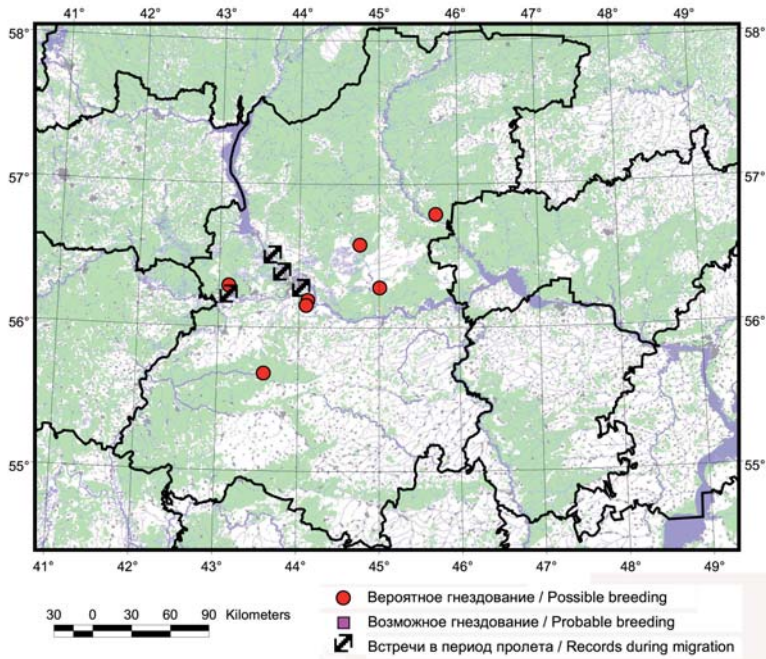 41° 42° 43° 44° 45° 46° 47° 48° 49°
58° 58°
57° 57°
56° 56°
55° 55°
41° 42° 43° 44° 45° 46° 47° 48° 49°
30 0 30 60 90 Kilometers
Вероятное гнездование / Possible breeding
Возможное гнездование / Probable breeding
Встречи в период пролета / Records during migration